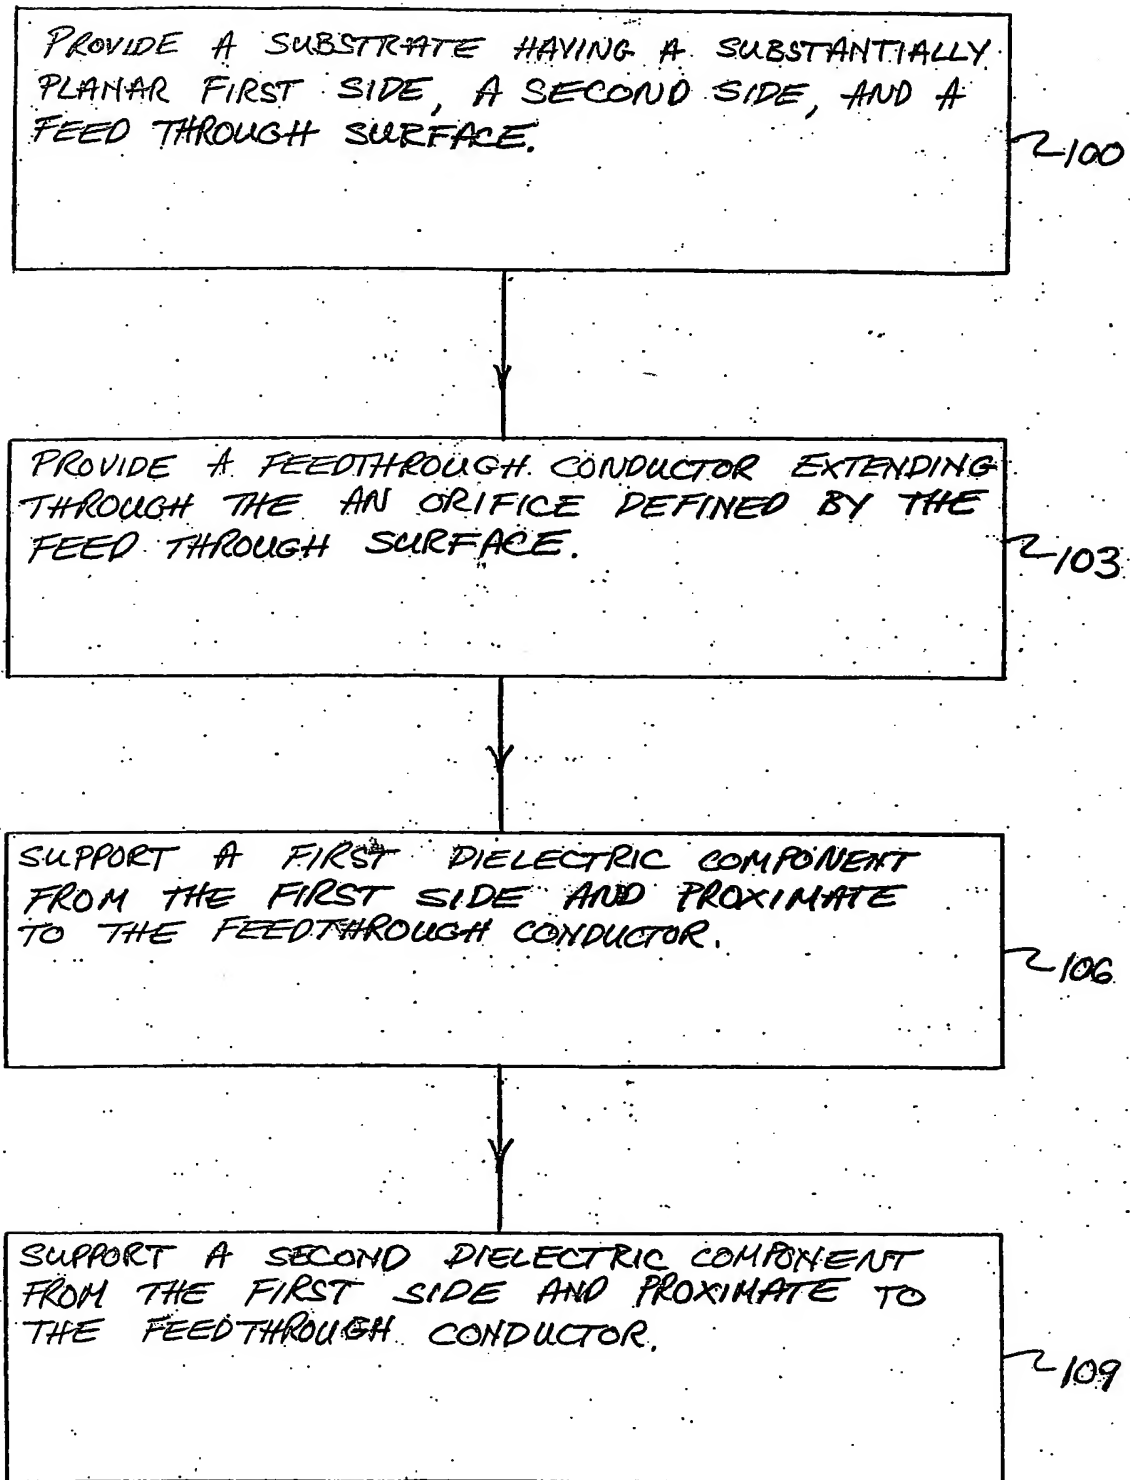 PROVIDE A SUBSTRATE HAVING A SUBSTANTIALLY
PLANAR FIRST SIDE, A SECOND SIDE, AND A
FEED THROUGH SURFACE.
100
PROVIDE A FEEDTHROUGH CONDUCTOR EXTENDING
THROUGH THE AN ORIFICE DEFINED BY THE
FEED THROUGH SURFACE.
103
SUPPORT A FIRST DIELECTRIC COMPONENT
FROM THE FIRST SIDE AND PROXIMATE
TO THE FEEDTHROUGH CONDUCTOR.
106
SUPPORT A SECOND DIELECTRIC COMPONENT
FROM THE FIRST SIDE AND PROXIMATE TO
THE FEEDTHROUGH CONDUCTOR.
109